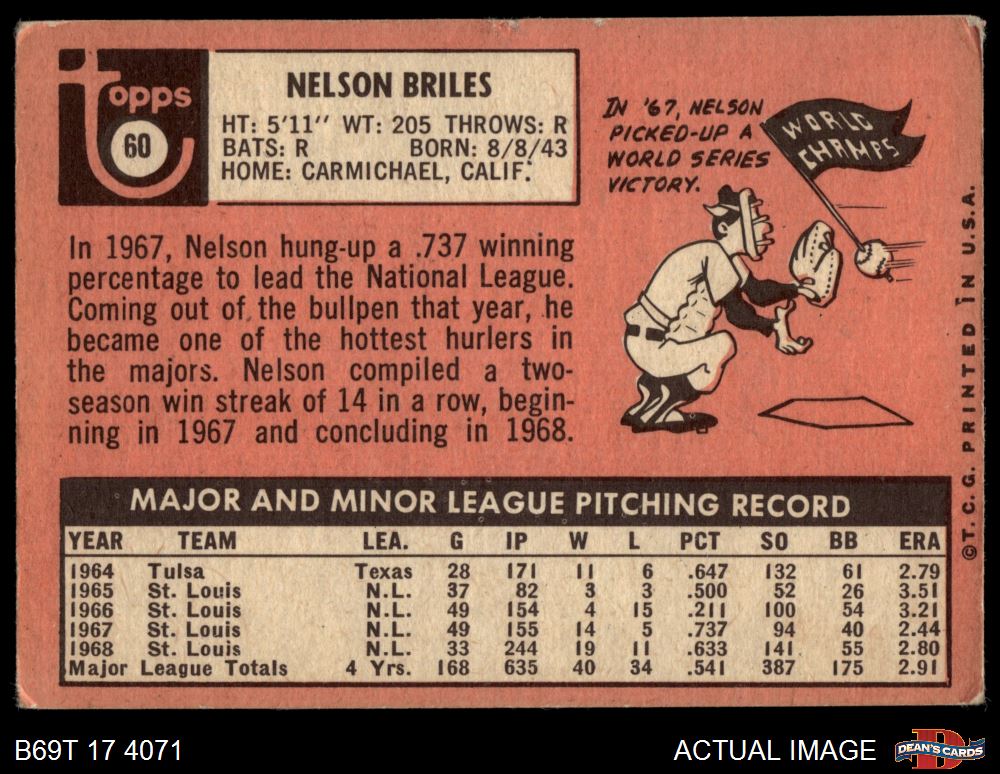 topps
60
NELSON BRILES
HT: 5'11" WT: 205 THROWS: R
BATS: R BORN: 8/8/43
HOME: CARMICHAEL, CALIF.
In 1967, Nelson hung-up a .737 winning
percentage to lead the National League.
Coming out of the bullpen that year, he
became one of the hottest hurlers in
the majors. Nelson compiled a two-
season win streak of 14 in a row, begin-
ning in 1967 and concluding in 1968.
IN '67, NELSON
PICKED-UP A
WORLD SERIES
VICTORY.
WORLD
CHAMPS
© T. C. G. PRINTED IN U.S.A.
MAJOR AND MINOR LEAGUE PITCHING RECORD
YEAR TEAM LEA. G IP W L PCT SO BB ERA
1964 Tulsa Texas 28 171 11 6 .647 132 61 2.79
1965 St. Louis N.L. 37 82 3 3 .500 52 26 3.51
1966 St. Louis N.L. 49 154 4 15 .211 100 54 3.21
1967 St. Louis N.L. 49 155 14 5 .737 94 40 2.44
1968 St. Louis N.L. 33 244 19 11 .633 141 55 2.80
Major League Totals 4 Yrs. 168 635 40 34 .541 387 175 2.91
B69T 17 4071
ACTUAL IMAGE
D
DEAN'S CARDS